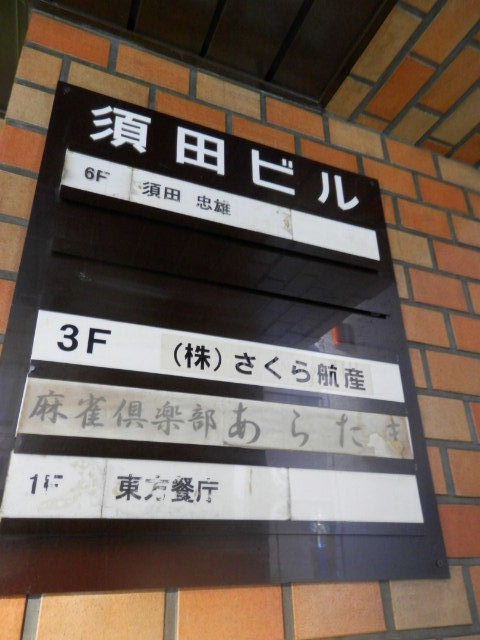 須田ビル
6F 須田 忠雄
3F (株)さくら航産
麻雀倶楽部 あらたま
1F 東方餐庁